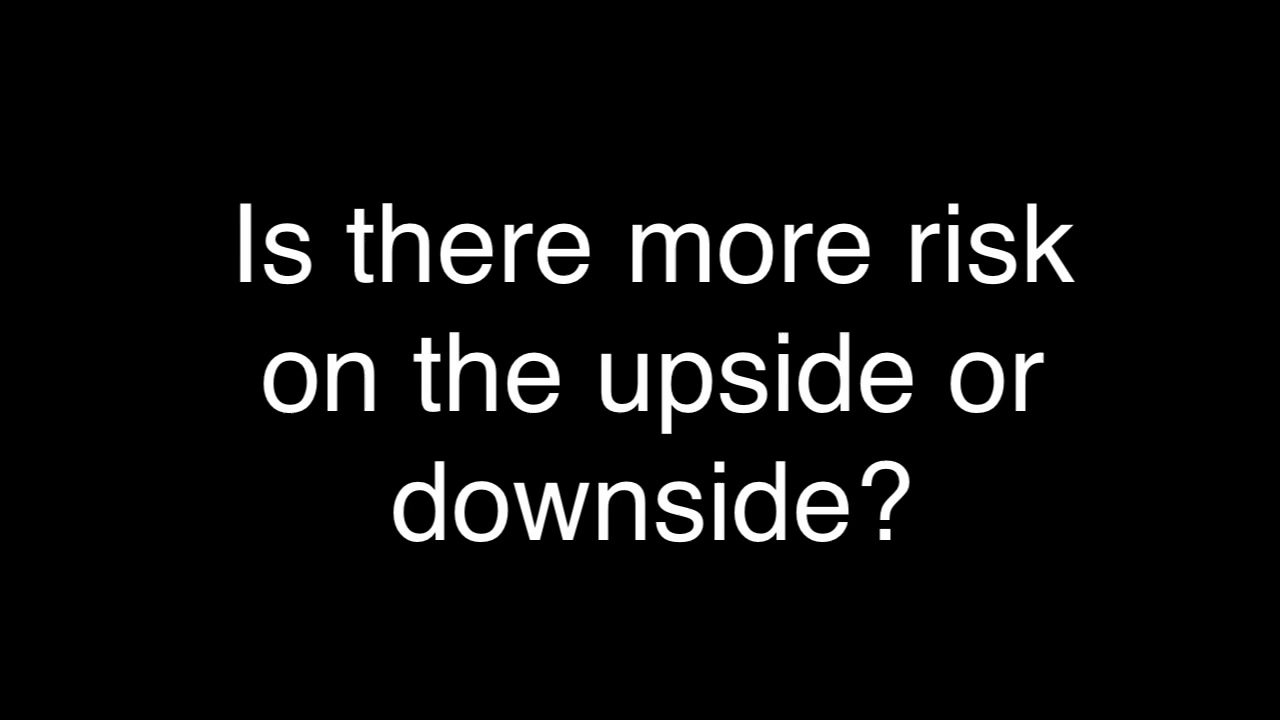 Is there more risk
on the upside or
downside?